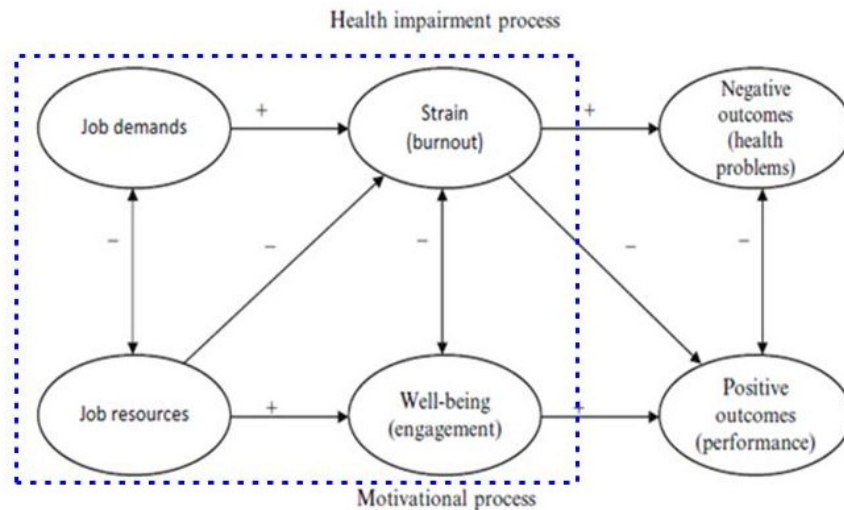 Health impairment process
Job demands
+
Strain
(burnout)
+
Negative
outcomes
(health
problems)
−
−
−
−
−
Job resources
+
Well-being
(engagement)
+
Positive
outcomes
(performance)
Motivational process